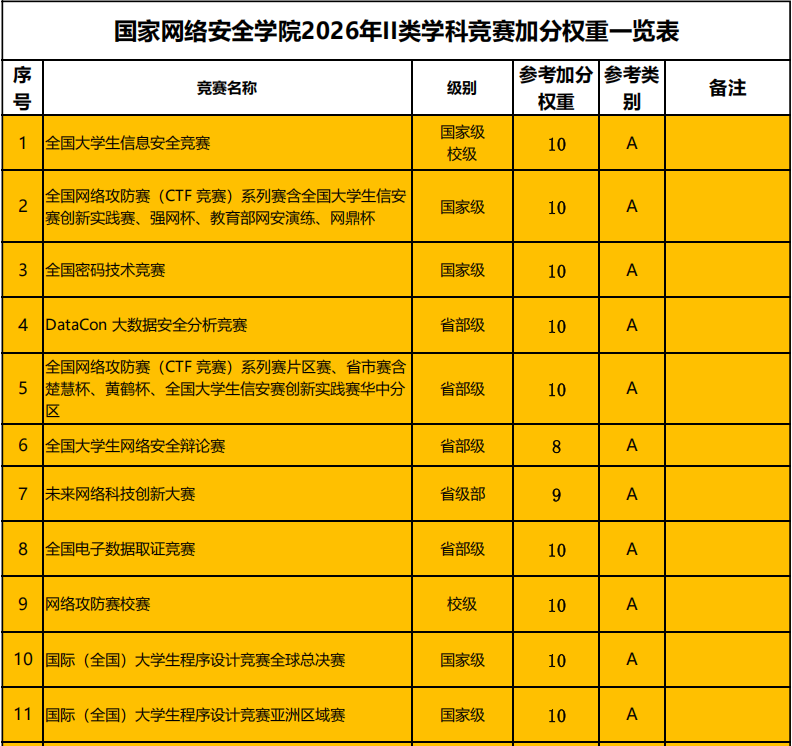 国家网络安全学院2026年II类学科竞赛加分权重一览表
序号 竞赛名称 级别 参考加分权重 参考类别 备注
1 全国大学生信息安全竞赛 国家级 校级 10 A
2 全国网络攻防赛（CTF 竞赛）系列赛含全国大学生信安赛创新实践赛、强网杯、教育部网安演练、网鼎杯 国家级 10 A
3 全国密码技术竞赛 国家级 10 A
4 DataCon 大数据安全分析竞赛 省部级 10 A
5 全国网络攻防赛（CTF 竞赛）系列赛片区赛、省市赛含楚慧杯、黄鹤杯、全国大学生信安赛创新实践赛华中分区 省部级 10 A
6 全国大学生网络安全辩论赛 省部级 8 A
7 未来网络科技创新大赛 省级部 9 A
8 全国电子数据取证竞赛 省部级 10 A
9 网络攻防赛校赛 校级 10 A
10 国际（全国）大学生程序设计竞赛全球总决赛 国家级 10 A
11 国际（全国）大学生程序设计竞赛亚洲区域赛 国家级 10 A